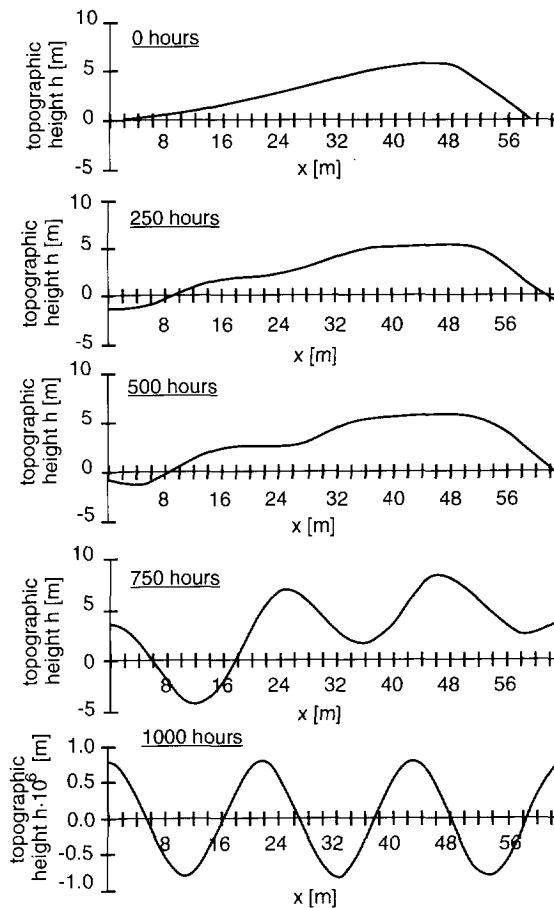 0 hours
topographic
height h [m]
10
5
0
-5
8 16 24 32 40 48 56
x [m]
250 hours
topographic
height h [m]
10
5
0
-5
8 16 24 32 40 48 56
x [m]
500 hours
topographic
height h [m]
10
5
0
-5
8 16 24 32 40 48 56
x [m]
750 hours
topographic
height h [m]
10
5
0
-5
8 16 24 32 40 48 56
x [m]
1000 hours
topographic
height h·10⁶ [m]
1.0
0.5
0.0
-0.5
-1.0
8 16 24 32 40 48 56
x [m]